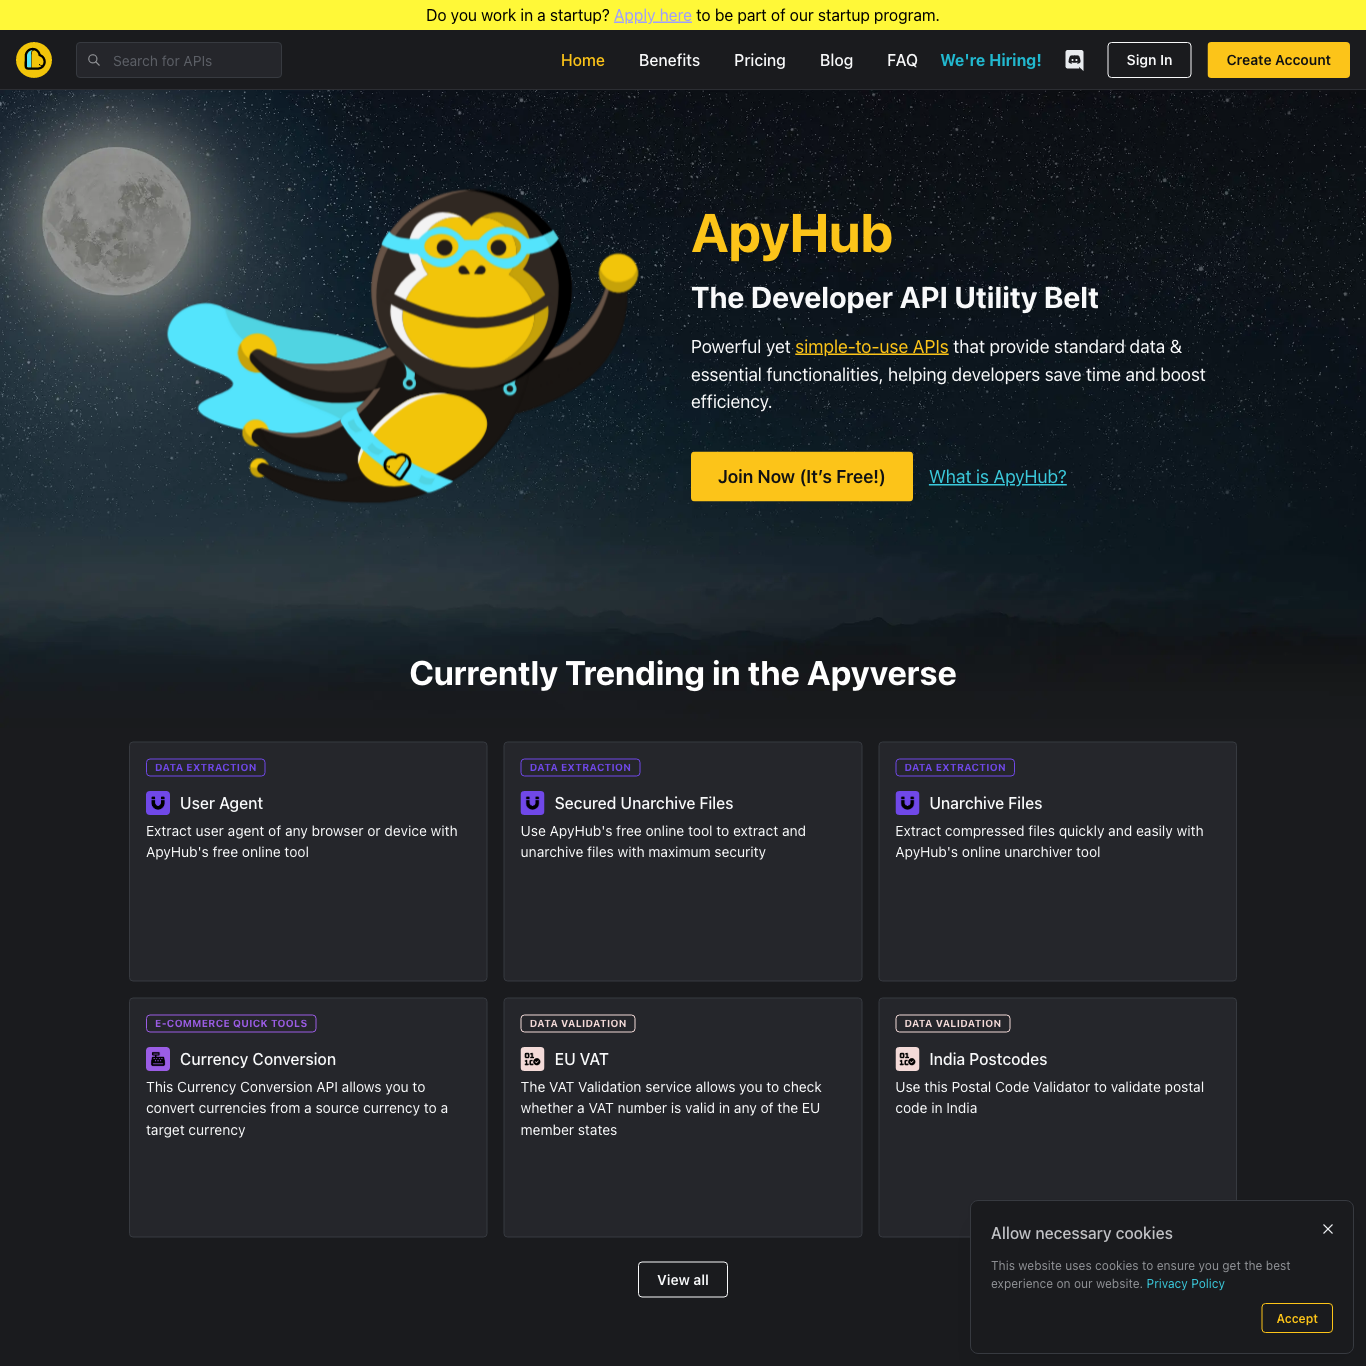 Do you work in a startup? Apply here to be part of our startup program.
Search for APIs
Home
Benefits
Pricing
Blog
FAQ
We're Hiring!
Sign In
Create Account
ApyHub
The Developer API Utility Belt
Powerful yet simple-to-use APIs that provide standard data &
essential functionalities, helping developers save time and boost
efficiency.
Join Now (It’s Free!)
What is ApyHub?
Currently Trending in the Apyverse
DATA EXTRACTION
User Agent
Extract user agent of any browser or device with
ApyHub's free online tool
DATA EXTRACTION
Secured Unarchive Files
Use ApyHub's free online tool to extract and
unarchive files with maximum security
DATA EXTRACTION
Unarchive Files
Extract compressed files quickly and easily with
ApyHub's online unarchiver tool
E-COMMERCE QUICK TOOLS
Currency Conversion
This Currency Conversion API allows you to
convert currencies from a source currency to a
target currency
DATA VALIDATION
EU VAT
The VAT Validation service allows you to check
whether a VAT number is valid in any of the EU
member states
DATA VALIDATION
India Postcodes
Use this Postal Code Validator to validate postal
code in India
View all
Allow necessary cookies
This website uses cookies to ensure you get the best
experience on our website. Privacy Policy
Accept